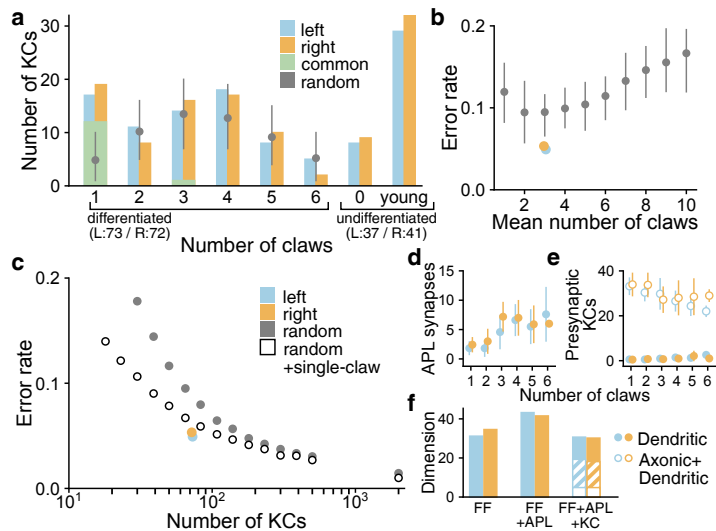 a
Number of KCs
30
20
10
0
left
right
common
random
1 2 3 4 5 6 0 young
differentiated
(L:73 / R:72)
undifferentiated
(L:37 / R:41)
Number of claws
b
Error rate
0.2
0.1
0.0
2 4 6 8 10
Mean number of claws
c
Error rate
0.2
0.1
0.0
left
right
random
random
+single-claw
10¹ 10² 10³
Number of KCs
d
APL synapses
15
10
5
0
1 2 3 4 5 6
e
Presynaptic
KCs
40
20
0
1 2 3 4 5 6
Number of claws
f
Dimension
40
20
0
FF
FF
+APL
FF+APL
+KC
Dendritic
Axonic+
Dendritic